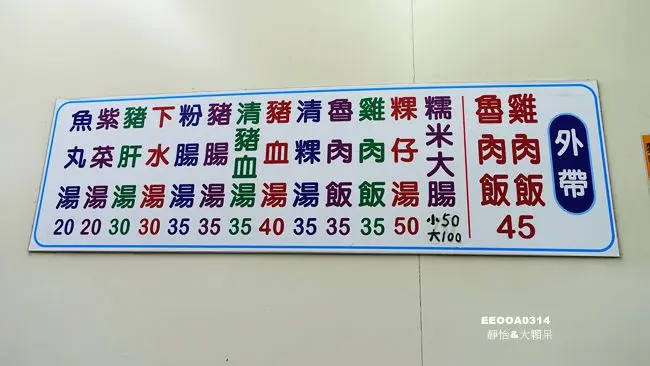 外帶
雞肉飯
魯肉飯
45
糯米大腸
小50
大100
粿仔湯 50
雞肉飯 35
魯肉飯 35
清粿湯 35
豬血湯 40
清豬血湯 35
豬腸湯 35
粉腸湯 35
下水湯 30
豬肝湯 30
紫菜湯 20
魚丸湯 20
EEOOA0314
靜怡&大顆呆